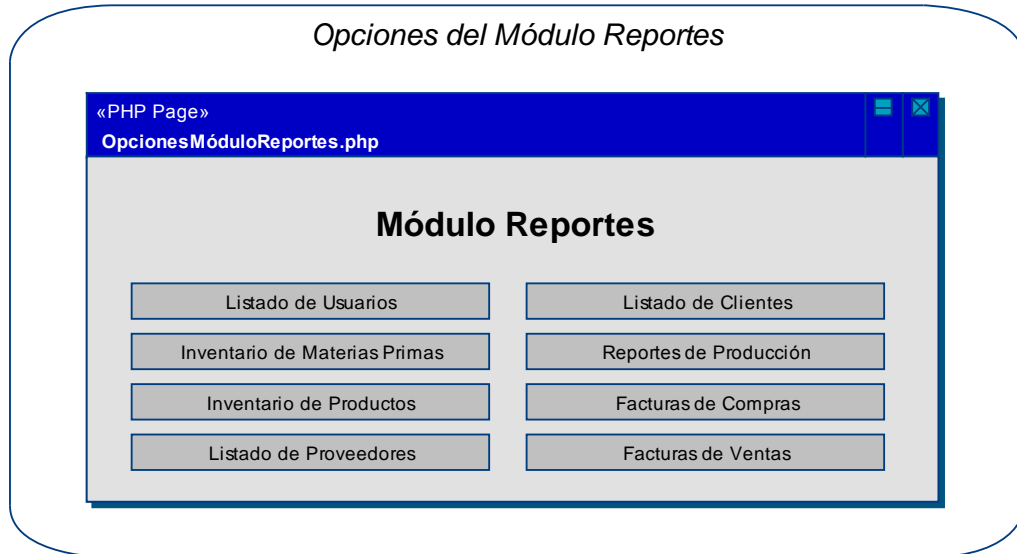 Opciones del Módulo Reportes
«PHP Page»
OpcionesMóduloReportes.php
Módulo Reportes
Listado de Usuarios
Listado de Clientes
Inventario de Materias Primas
Reportes de Producción
Inventario de Productos
Facturas de Compras
Listado de Proveedores
Facturas de Ventas